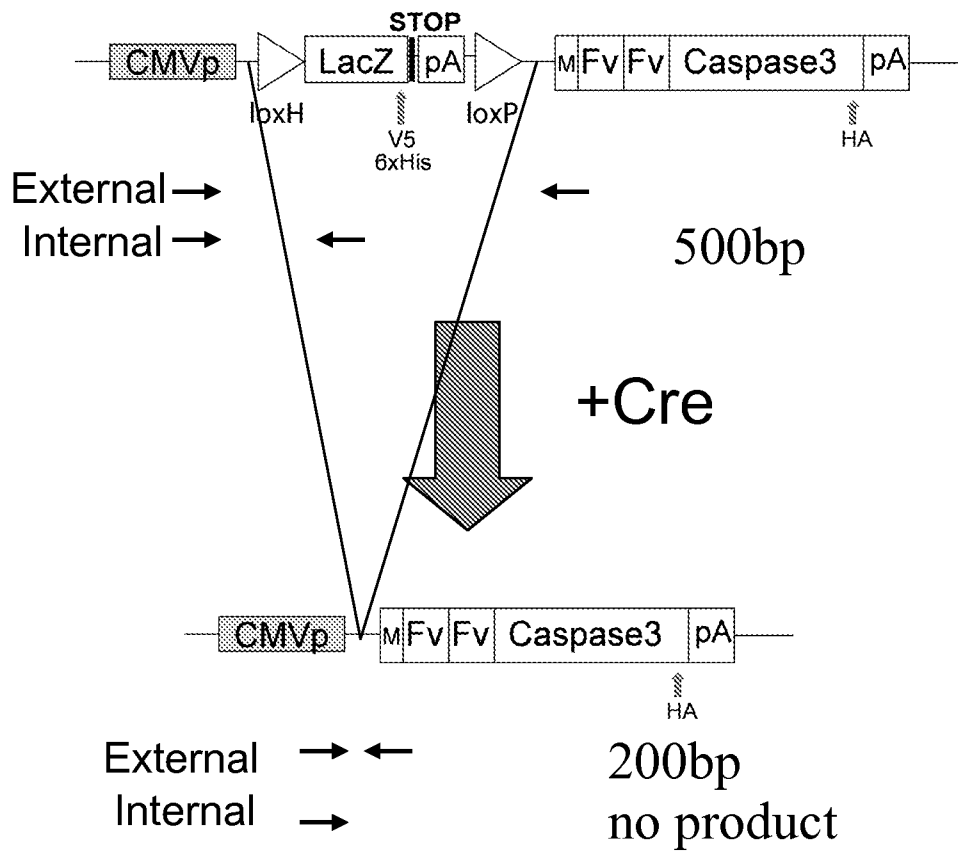 STOP
CMVp LacZ pA M Fv Fv Caspase3 pA
loxH loxP
V5
6xHis
HA
External
Internal
500bp
+Cre
CMVp M Fv Fv Caspase3 pA
HA
External 200bp
Internal no product